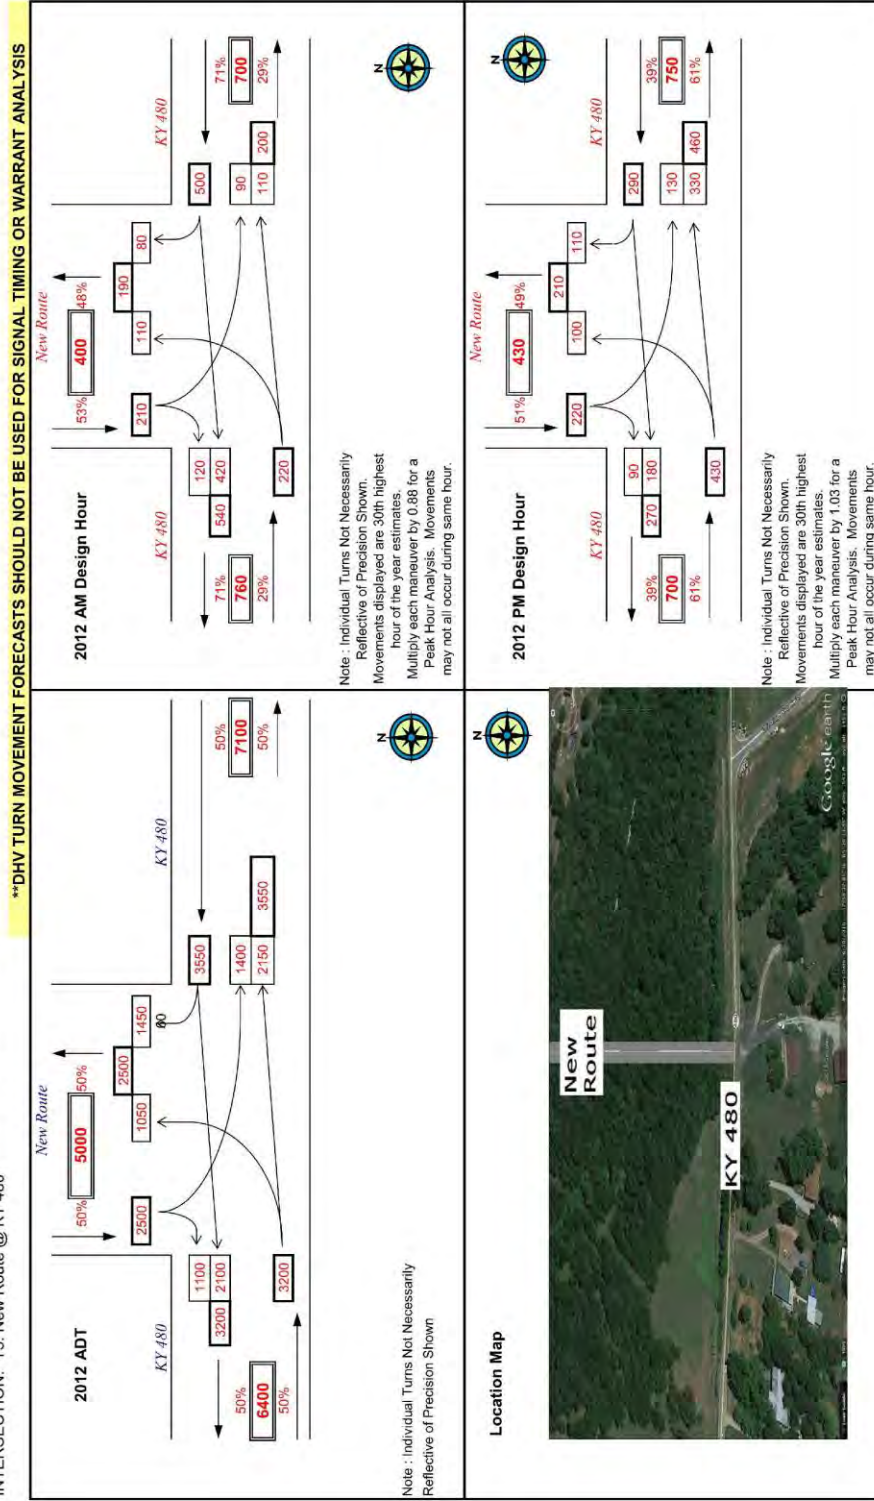 **DHV TURN MOVEMENT FORECASTS SHOULD NOT BE USED FOR SIGNAL TIMING OR WARRANT ANALYSIS
2012 ADT
New Route
50%
5000
50%
2500
2500
1050
1450
60
KY 480
KY 480
1100
2100
3200
3550
50%
6400
50%
3200
1400
2150
3550
50%
7100
50%
N
Note : Individual Turns Not Necessarily
Reflective of Precision Shown
2012 AM Design Hour
New Route
53%
400
48%
210
190
110
80
KY 480
KY 480
120
420
540
500
71%
760
29%
220
90
110
200
71%
700
29%
N
Note : Individual Turns Not Necessarily
Reflective of Precision Shown.
Movements displayed are 30th highest
hour of the year estimates.
Multiply each maneuver by 0.88 for a
Peak Hour Analysis. Movements
may not all occur during same hour.
Location Map
N
New
Route
KY 480
Google earth
2012 PM Design Hour
New Route
51%
430
49%
220
210
100
110
KY 480
KY 480
90
180
270
290
39%
700
61%
430
130
330
460
39%
750
61%
N
Note : Individual Turns Not Necessarily
Reflective of Precision Shown.
Movements displayed are 30th highest
hour of the year estimates.
Multiply each maneuver by 1.03 for a
Peak Hour Analysis. Movements
may not all occur during same hour.